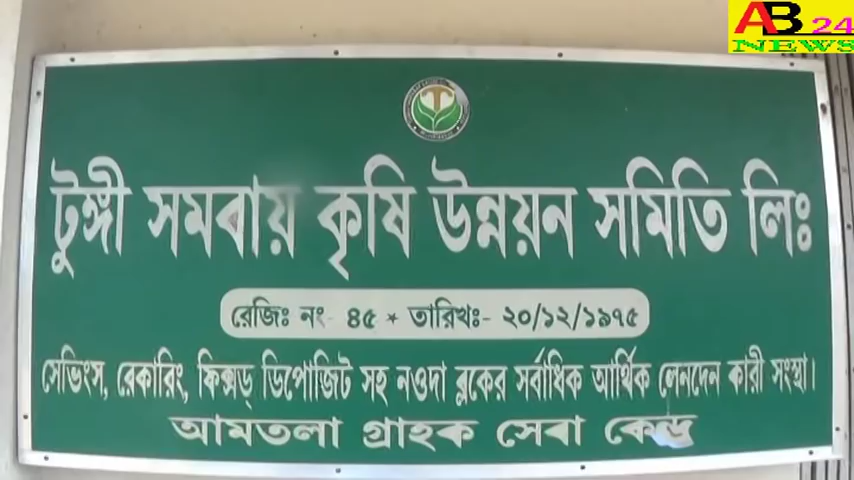 AB 24
NEWS
টুঙ্গী সমবায় কৃষি উন্নয়ন সমিতি লিঃ
রেজিঃ নং- ৪৫ * তারিখঃ- ২০/১২/১৯৭৫
সেভিংস, রেকারিং, ফিক্সড্ ডিপোজিট সহ নওদা ব্লকের সর্বাধিক আর্থিক লেনদেন কারী সংস্থা।
আমতলা গ্রাহক সেবা কেন্দ্র